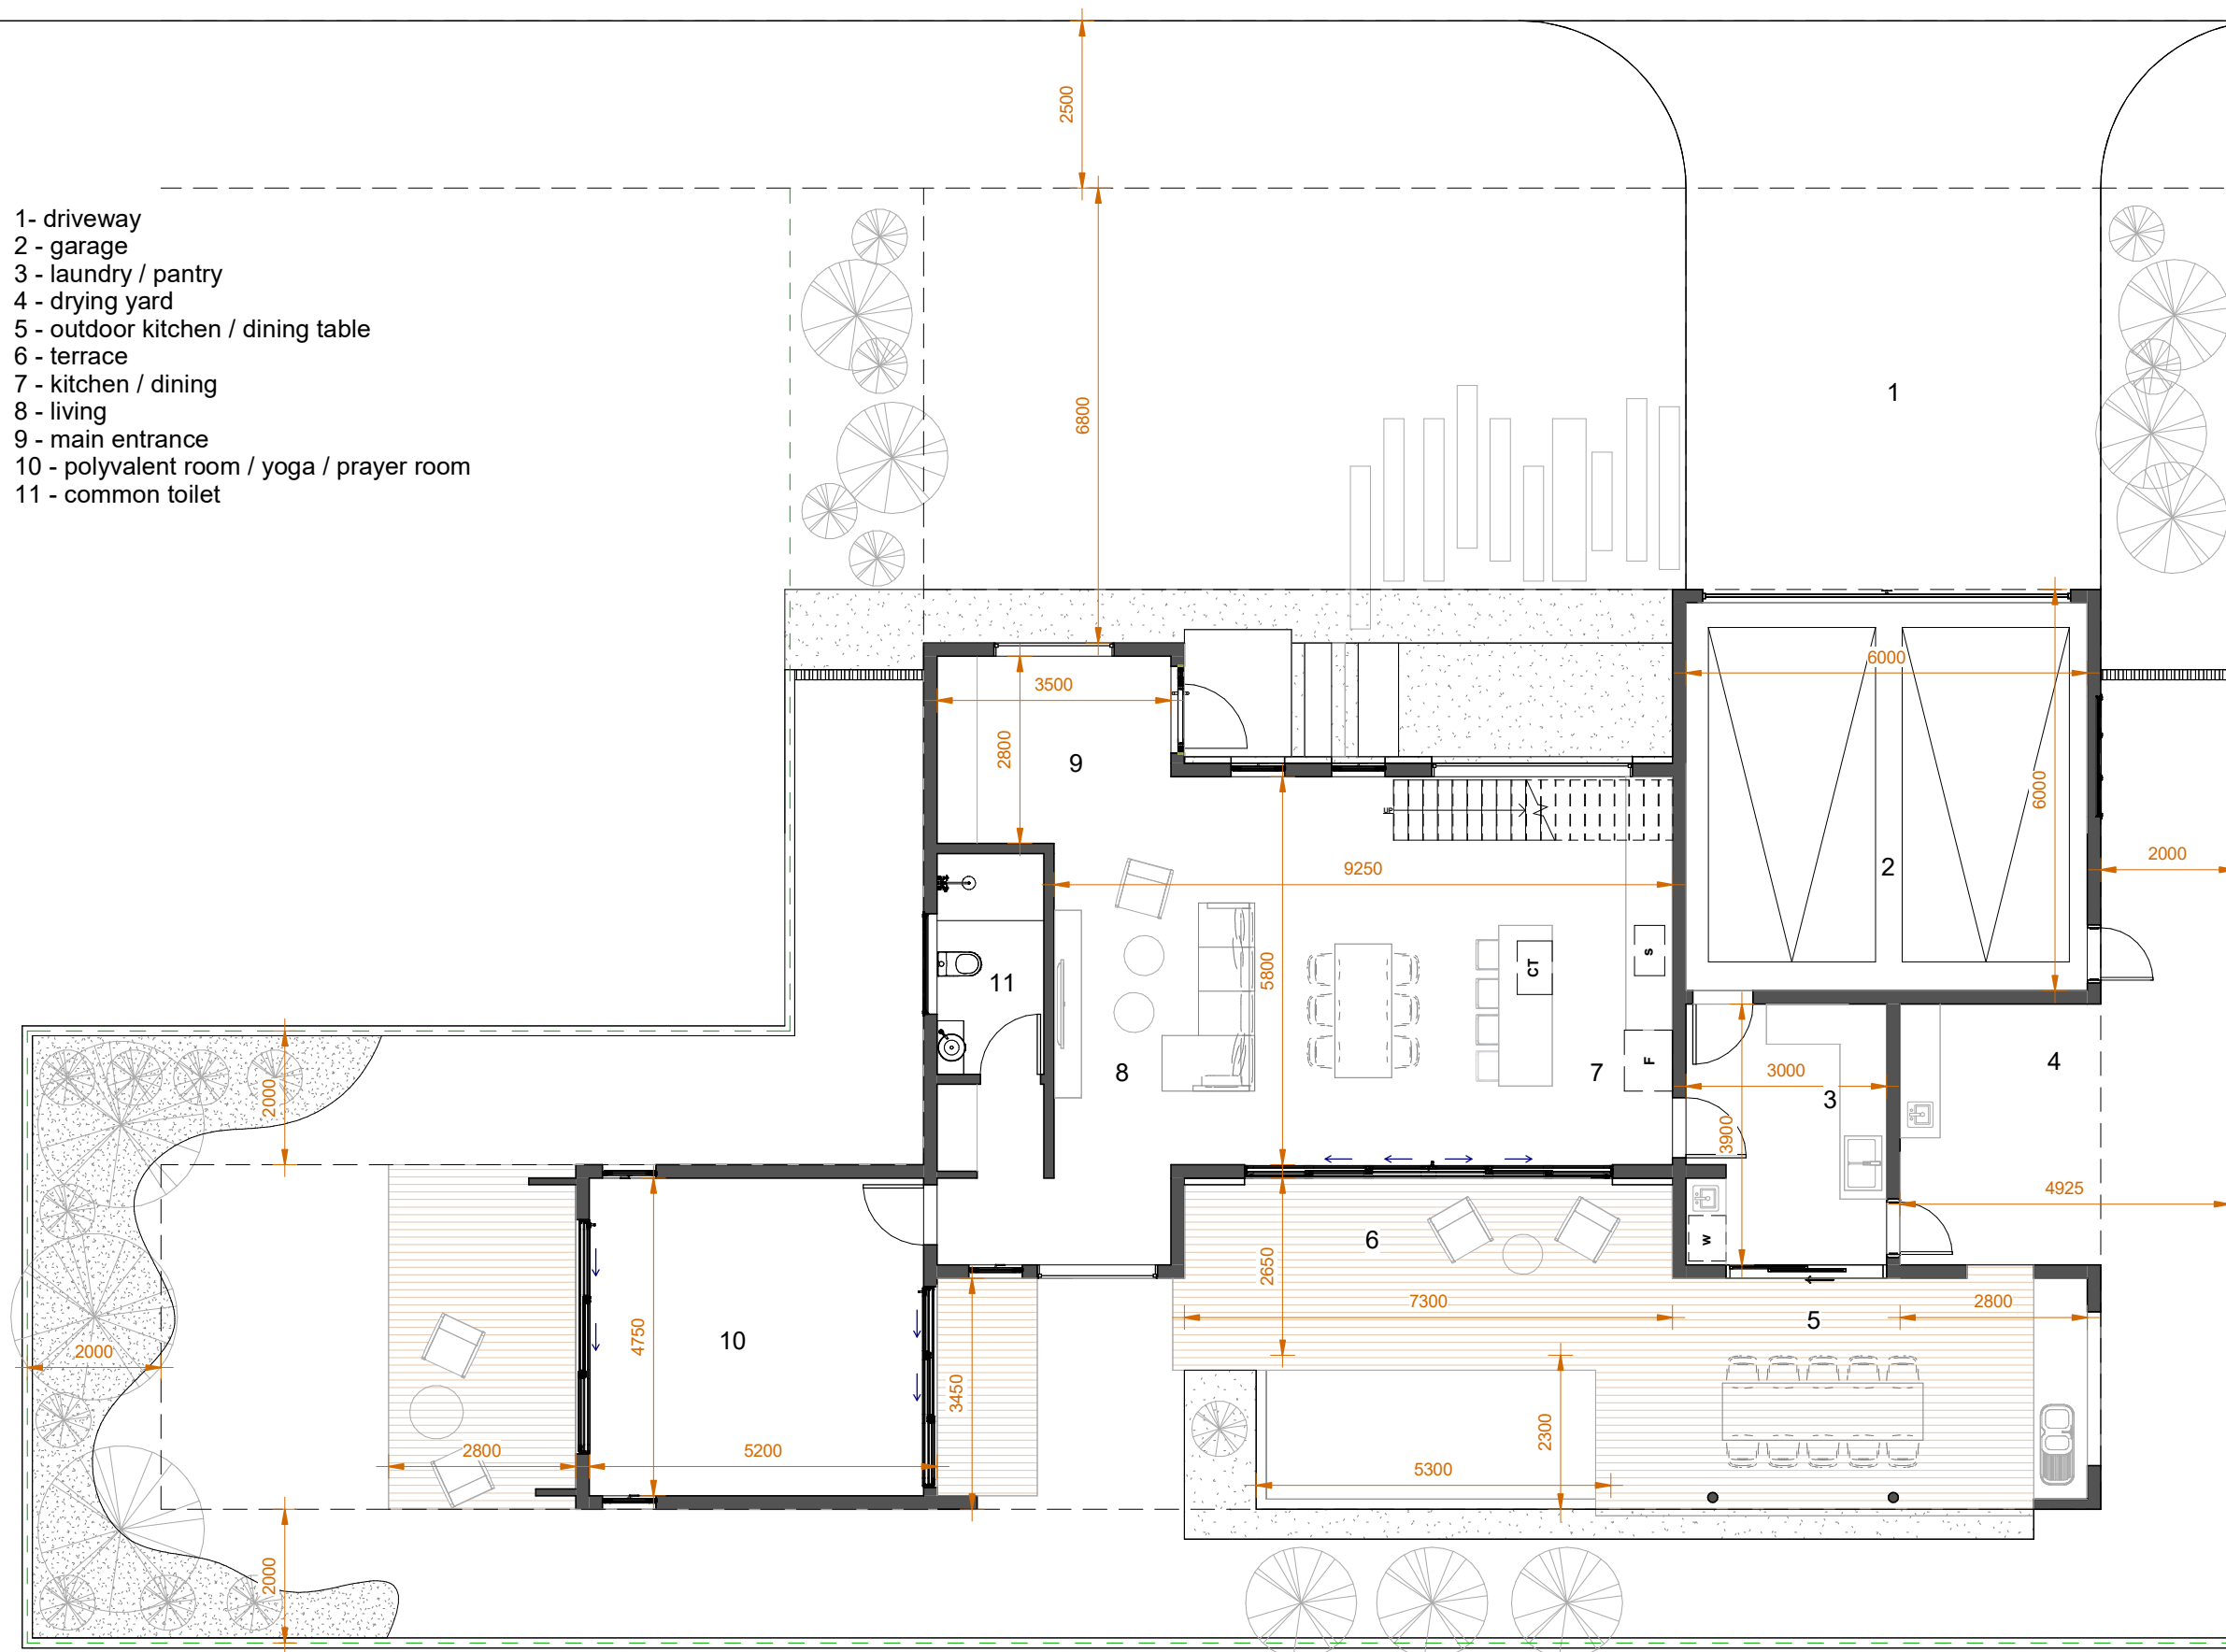 2500
1- driveway
2 - garage
3 - laundry / pantry
4 - drying yard
5 - outdoor kitchen / dining table
6 - terrace
7 - kitchen / dining
8 - living
9 - main entrance
10 - polyvalent room / yoga / prayer room
11 - common toilet
6800
1
6000
3500
2800
9
6000
UP
9250
2
2000
5800
S
CT
11
F
4
8
7
3000
3
2000
3900
4925
6
W
2650
7300
5
2800
10
4750
2000
3450
2300
2800
5200
5300
2000